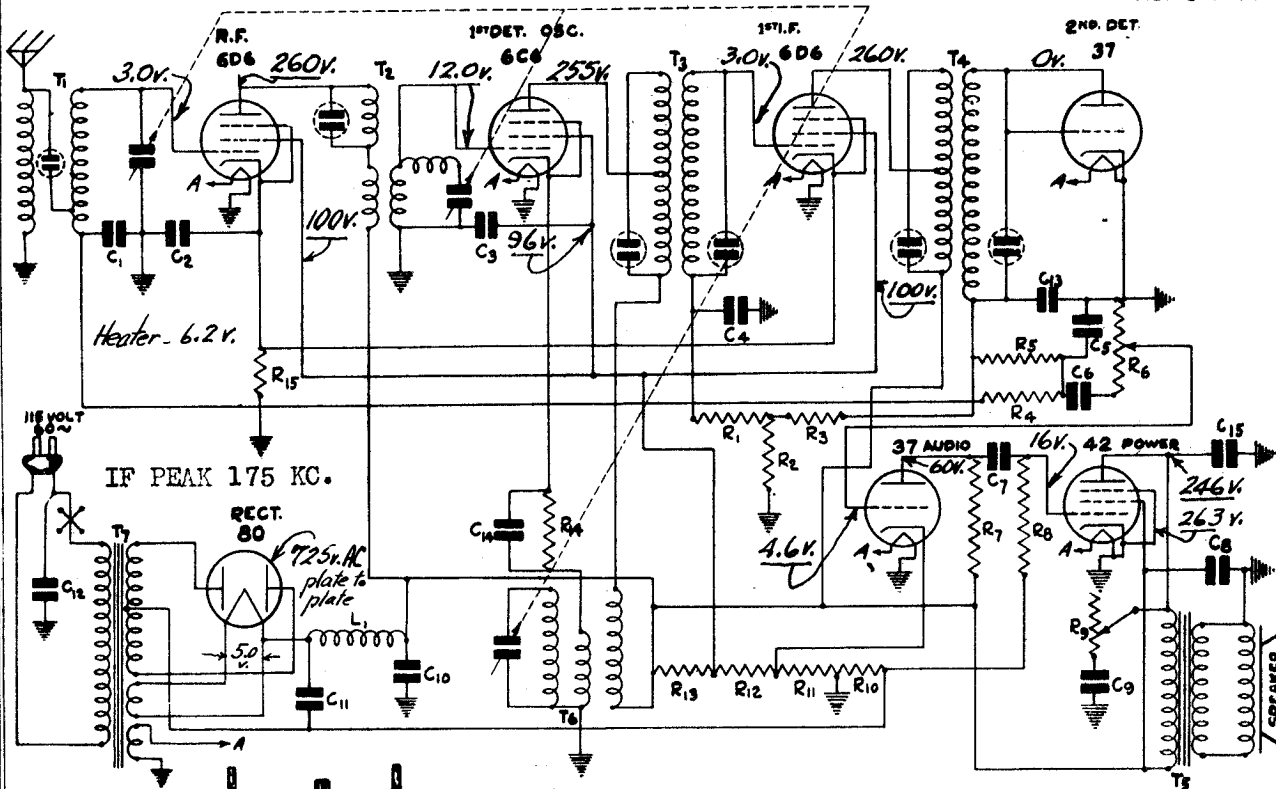 R.F.
6D6
1ST DET. OSC.
6C6
1ST I.F.
6D6
2ND. DET.
37
T1
3.0v.
260v.
T2
12.0v.
255v.
T3
3.0v.
260v.
T4
0v.
A
A
A
A
100v.
C1
C2
C3
96v.
100v.
C4
C13
Heater - 6.2 v.
R15
R5
C5
R6
R4
C6
115 VOLT
60~
R1
R3
R2
37 AUDIO
60v.
C7
16v.
42 POWER
C15
IF PEAK 175 KC.
246 v.
263 v.
RECT.
80
T7
725v. AC
plate to
plate
C14
R14
4.6v.
A
R7
R8
A
C8
C12
L1
R9
5.0
v.
C10
C11
T6
R13
R12
R11
R10
C9
A
T5
SPEAKER